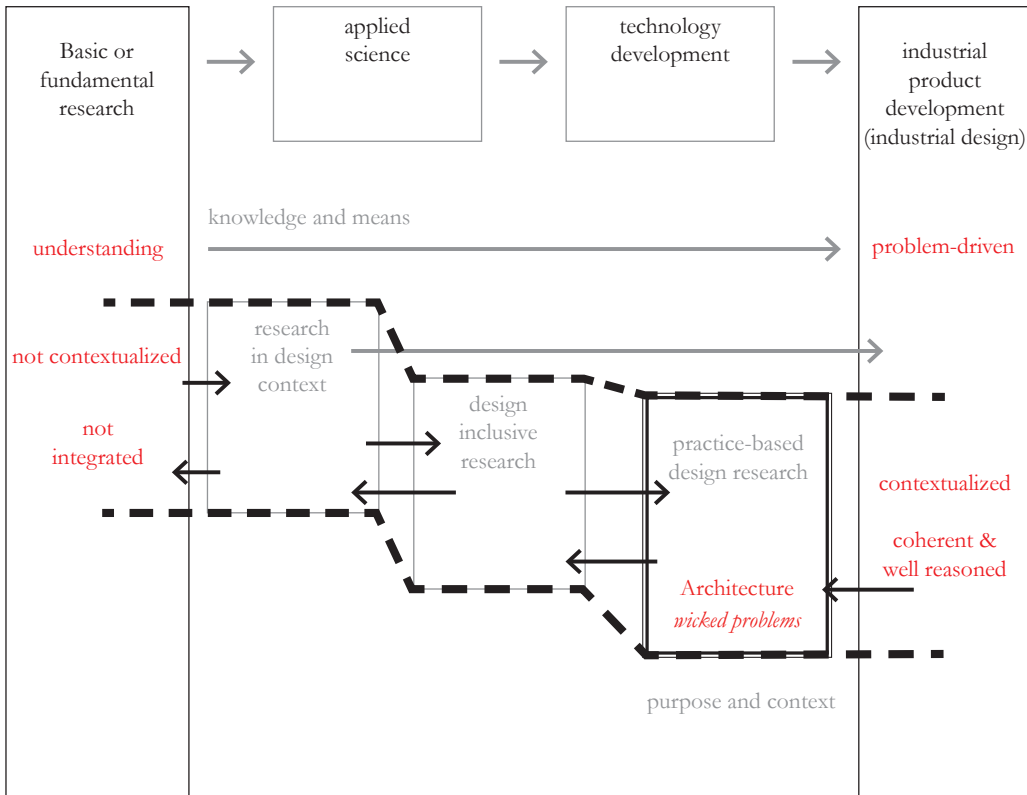 Basic or
fundamental
research
applied
science
technology
development
industrial
product
development
(industrial design)
knowledge and means
understanding
problem-driven
not contextualized
research
in design
context
not
integrated
design
inclusive
research
practice-based
design research
contextualized
coherent &
well reasoned
Architecture
wicked problems
purpose and context